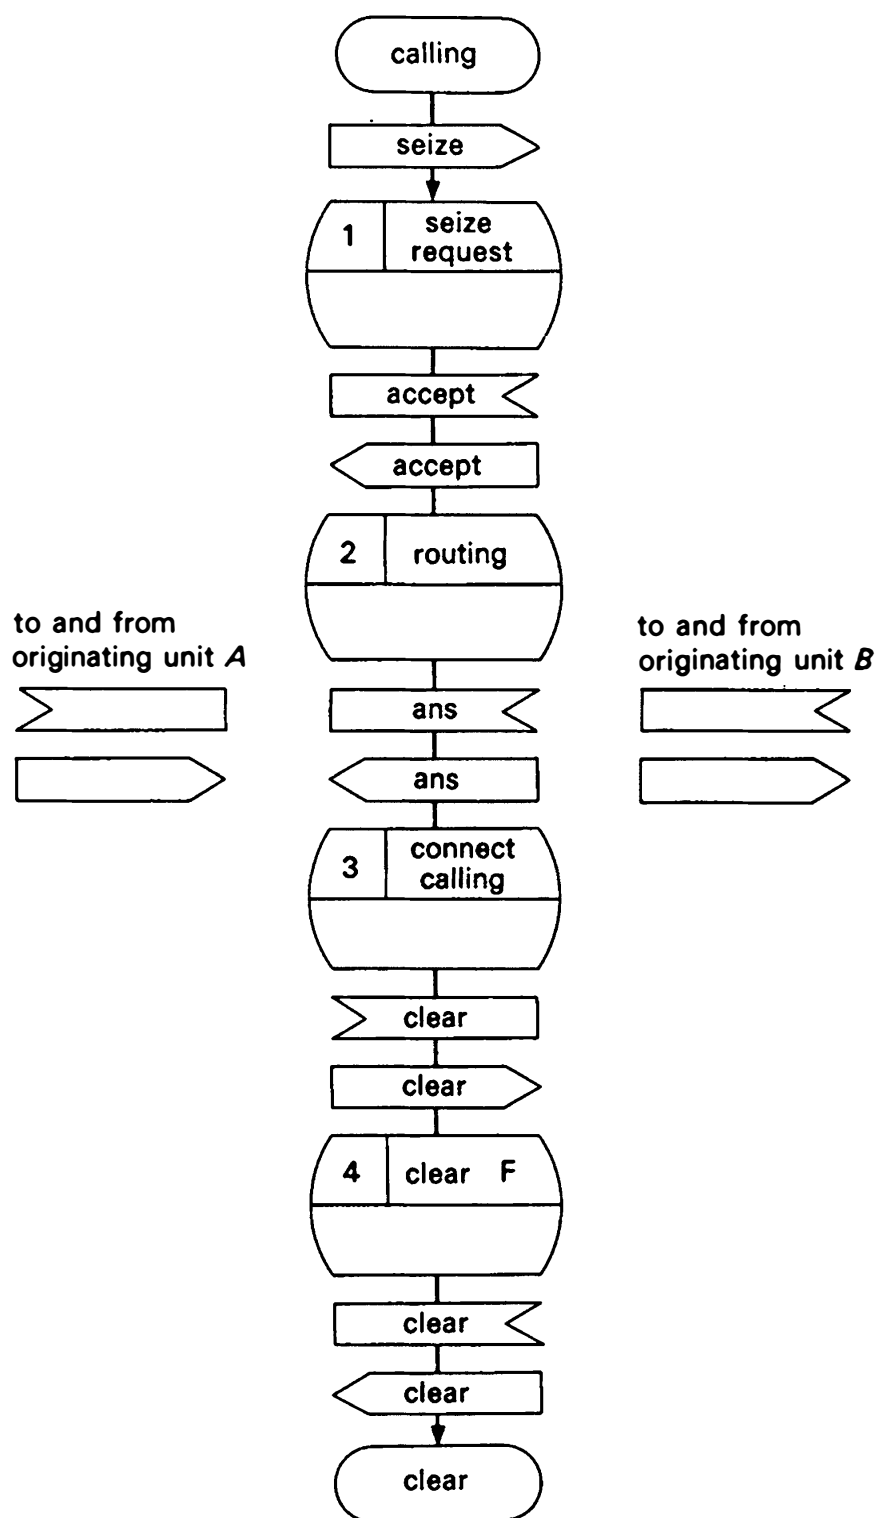 calling
seize
1
seize
request
accept
accept
2
routing
to and from
originating unit A
to and from
originating unit B
ans
ans
3
connect
calling
clear
clear
4
clear F
clear
clear
clear